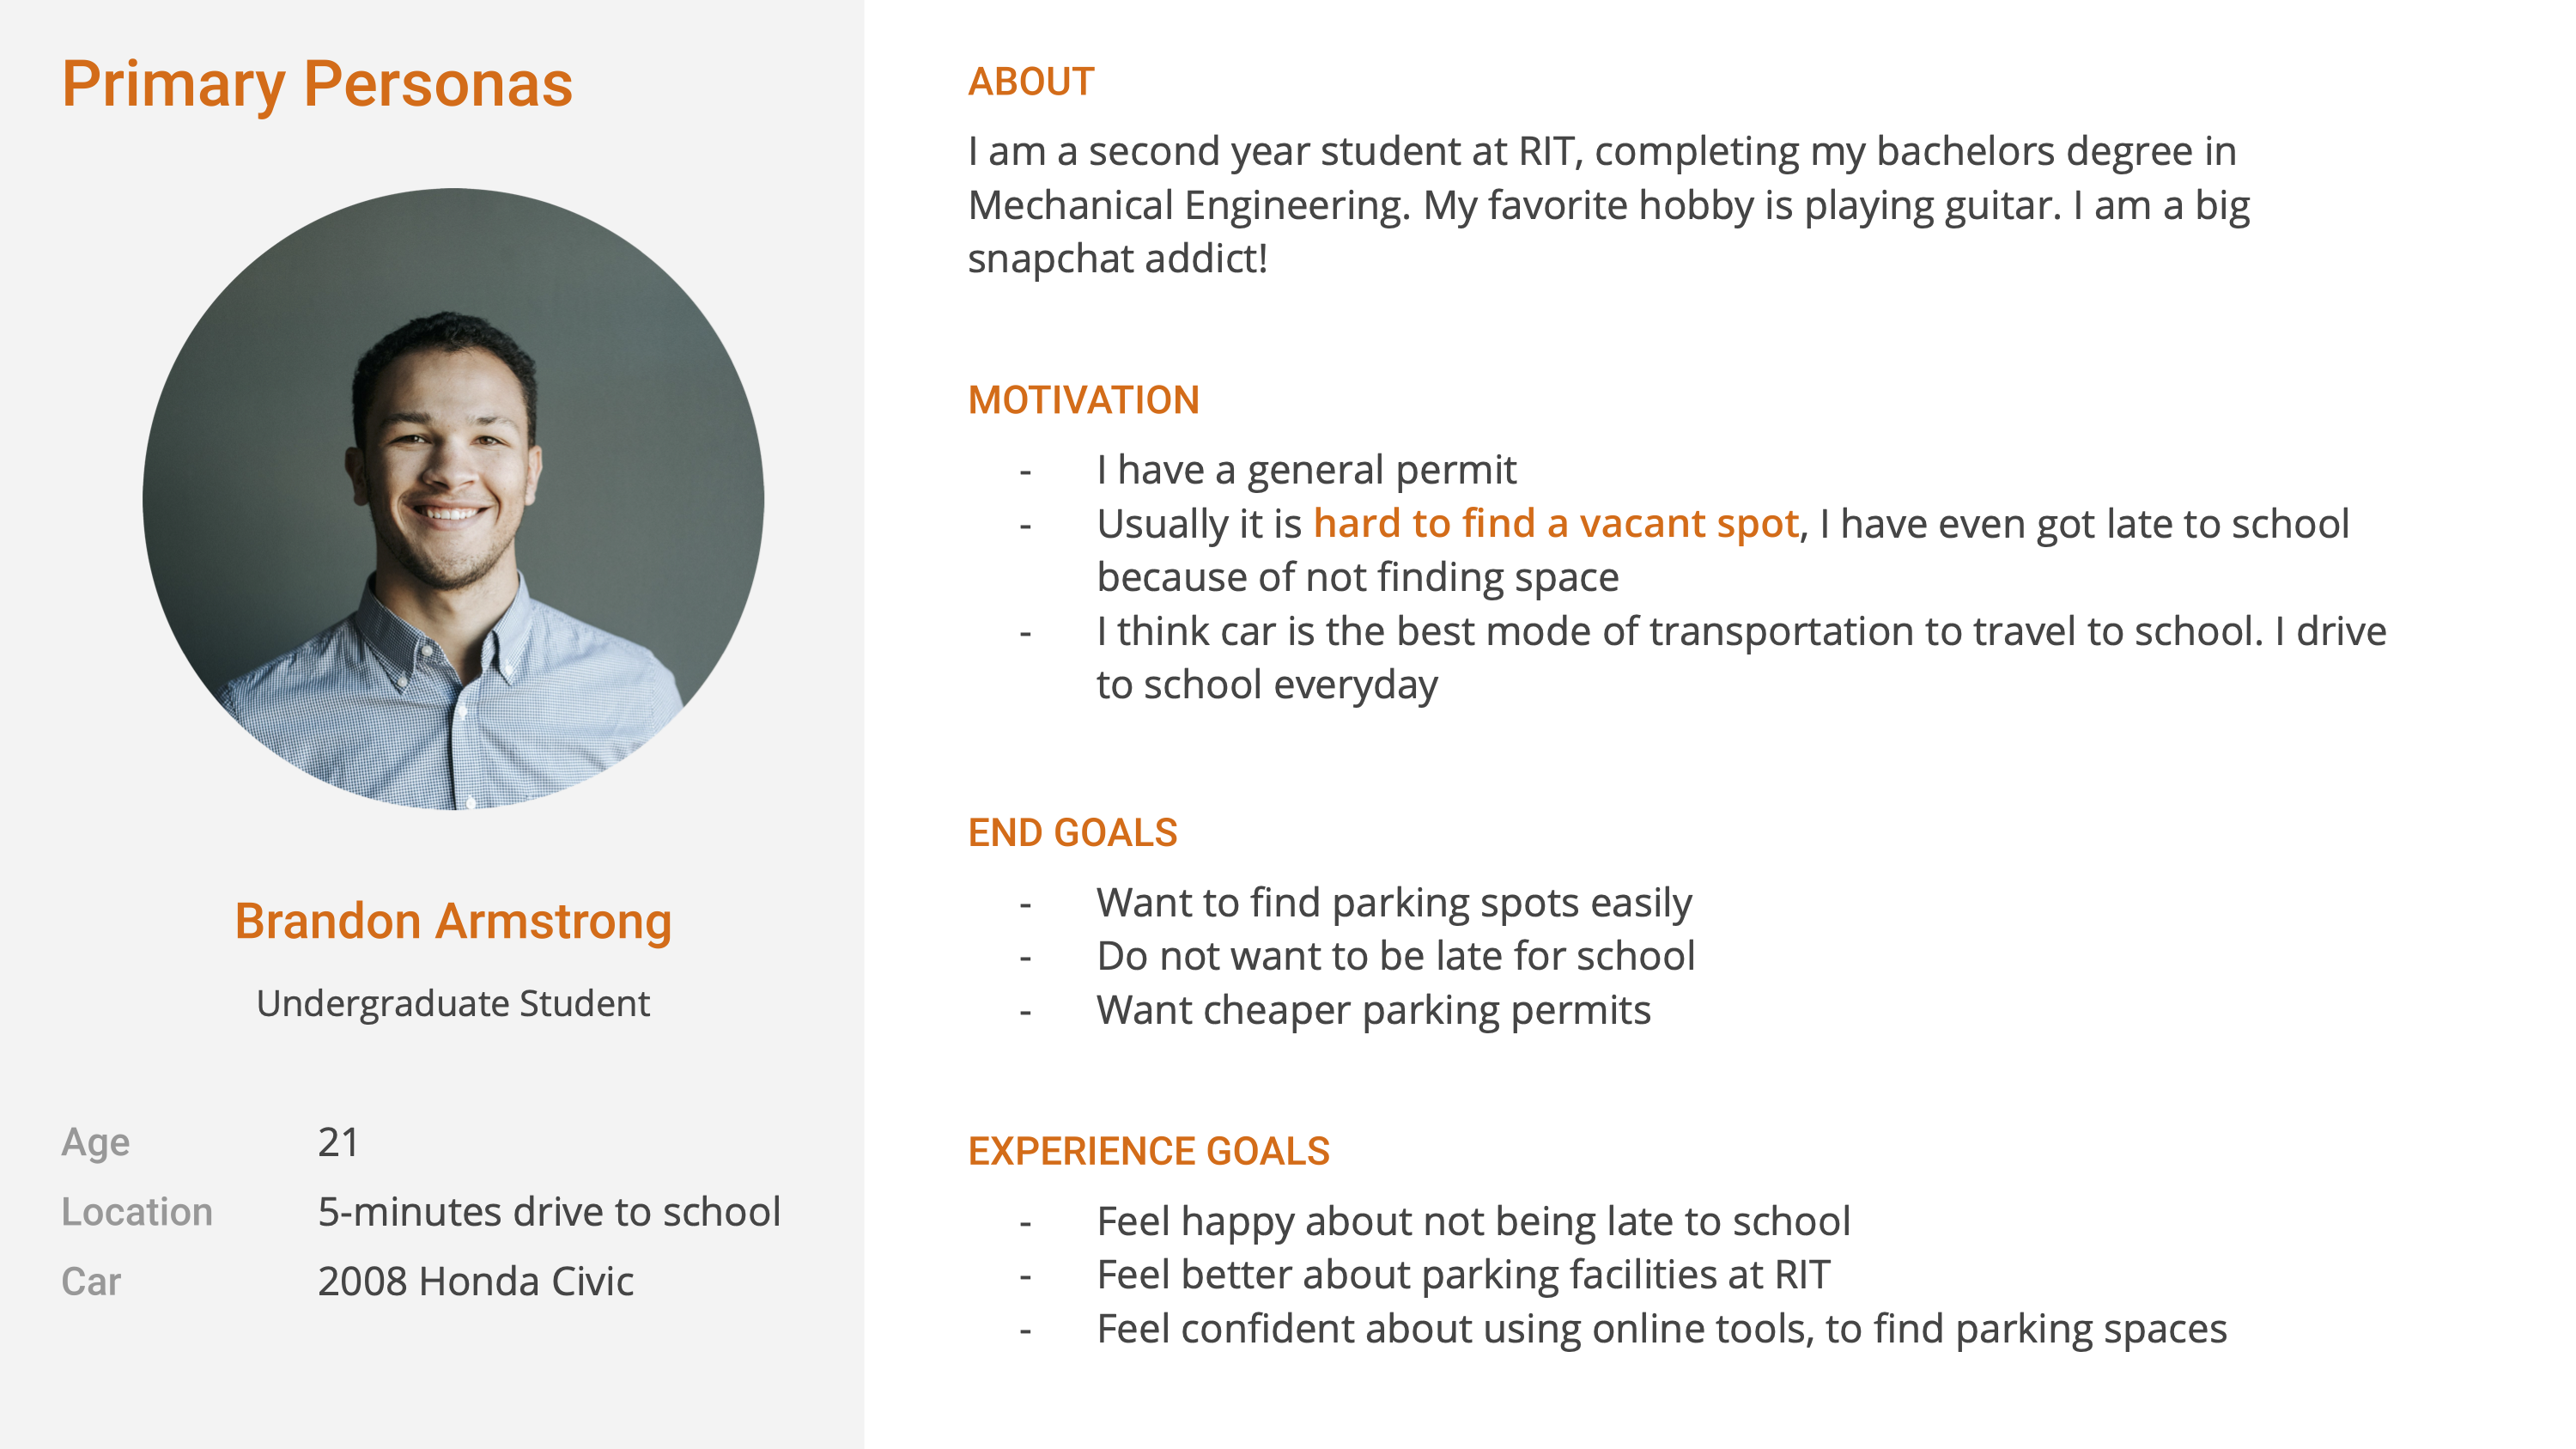 Primary Personas
Brandon Armstrong
Undergraduate Student
Age 21
Location 5-minutes drive to school
Car 2008 Honda Civic
ABOUT
I am a second year student at RIT, completing my bachelors degree in
Mechanical Engineering. My favorite hobby is playing guitar. I am a big
snapchat addict!
MOTIVATION
- I have a general permit
- Usually it is hard to find a vacant spot, I have even got late to school
because of not finding space
- I think car is the best mode of transportation to travel to school. I drive
to school everyday
END GOALS
- Want to find parking spots easily
- Do not want to be late for school
- Want cheaper parking permits
EXPERIENCE GOALS
- Feel happy about not being late to school
- Feel better about parking facilities at RIT
- Feel confident about using online tools, to find parking spaces